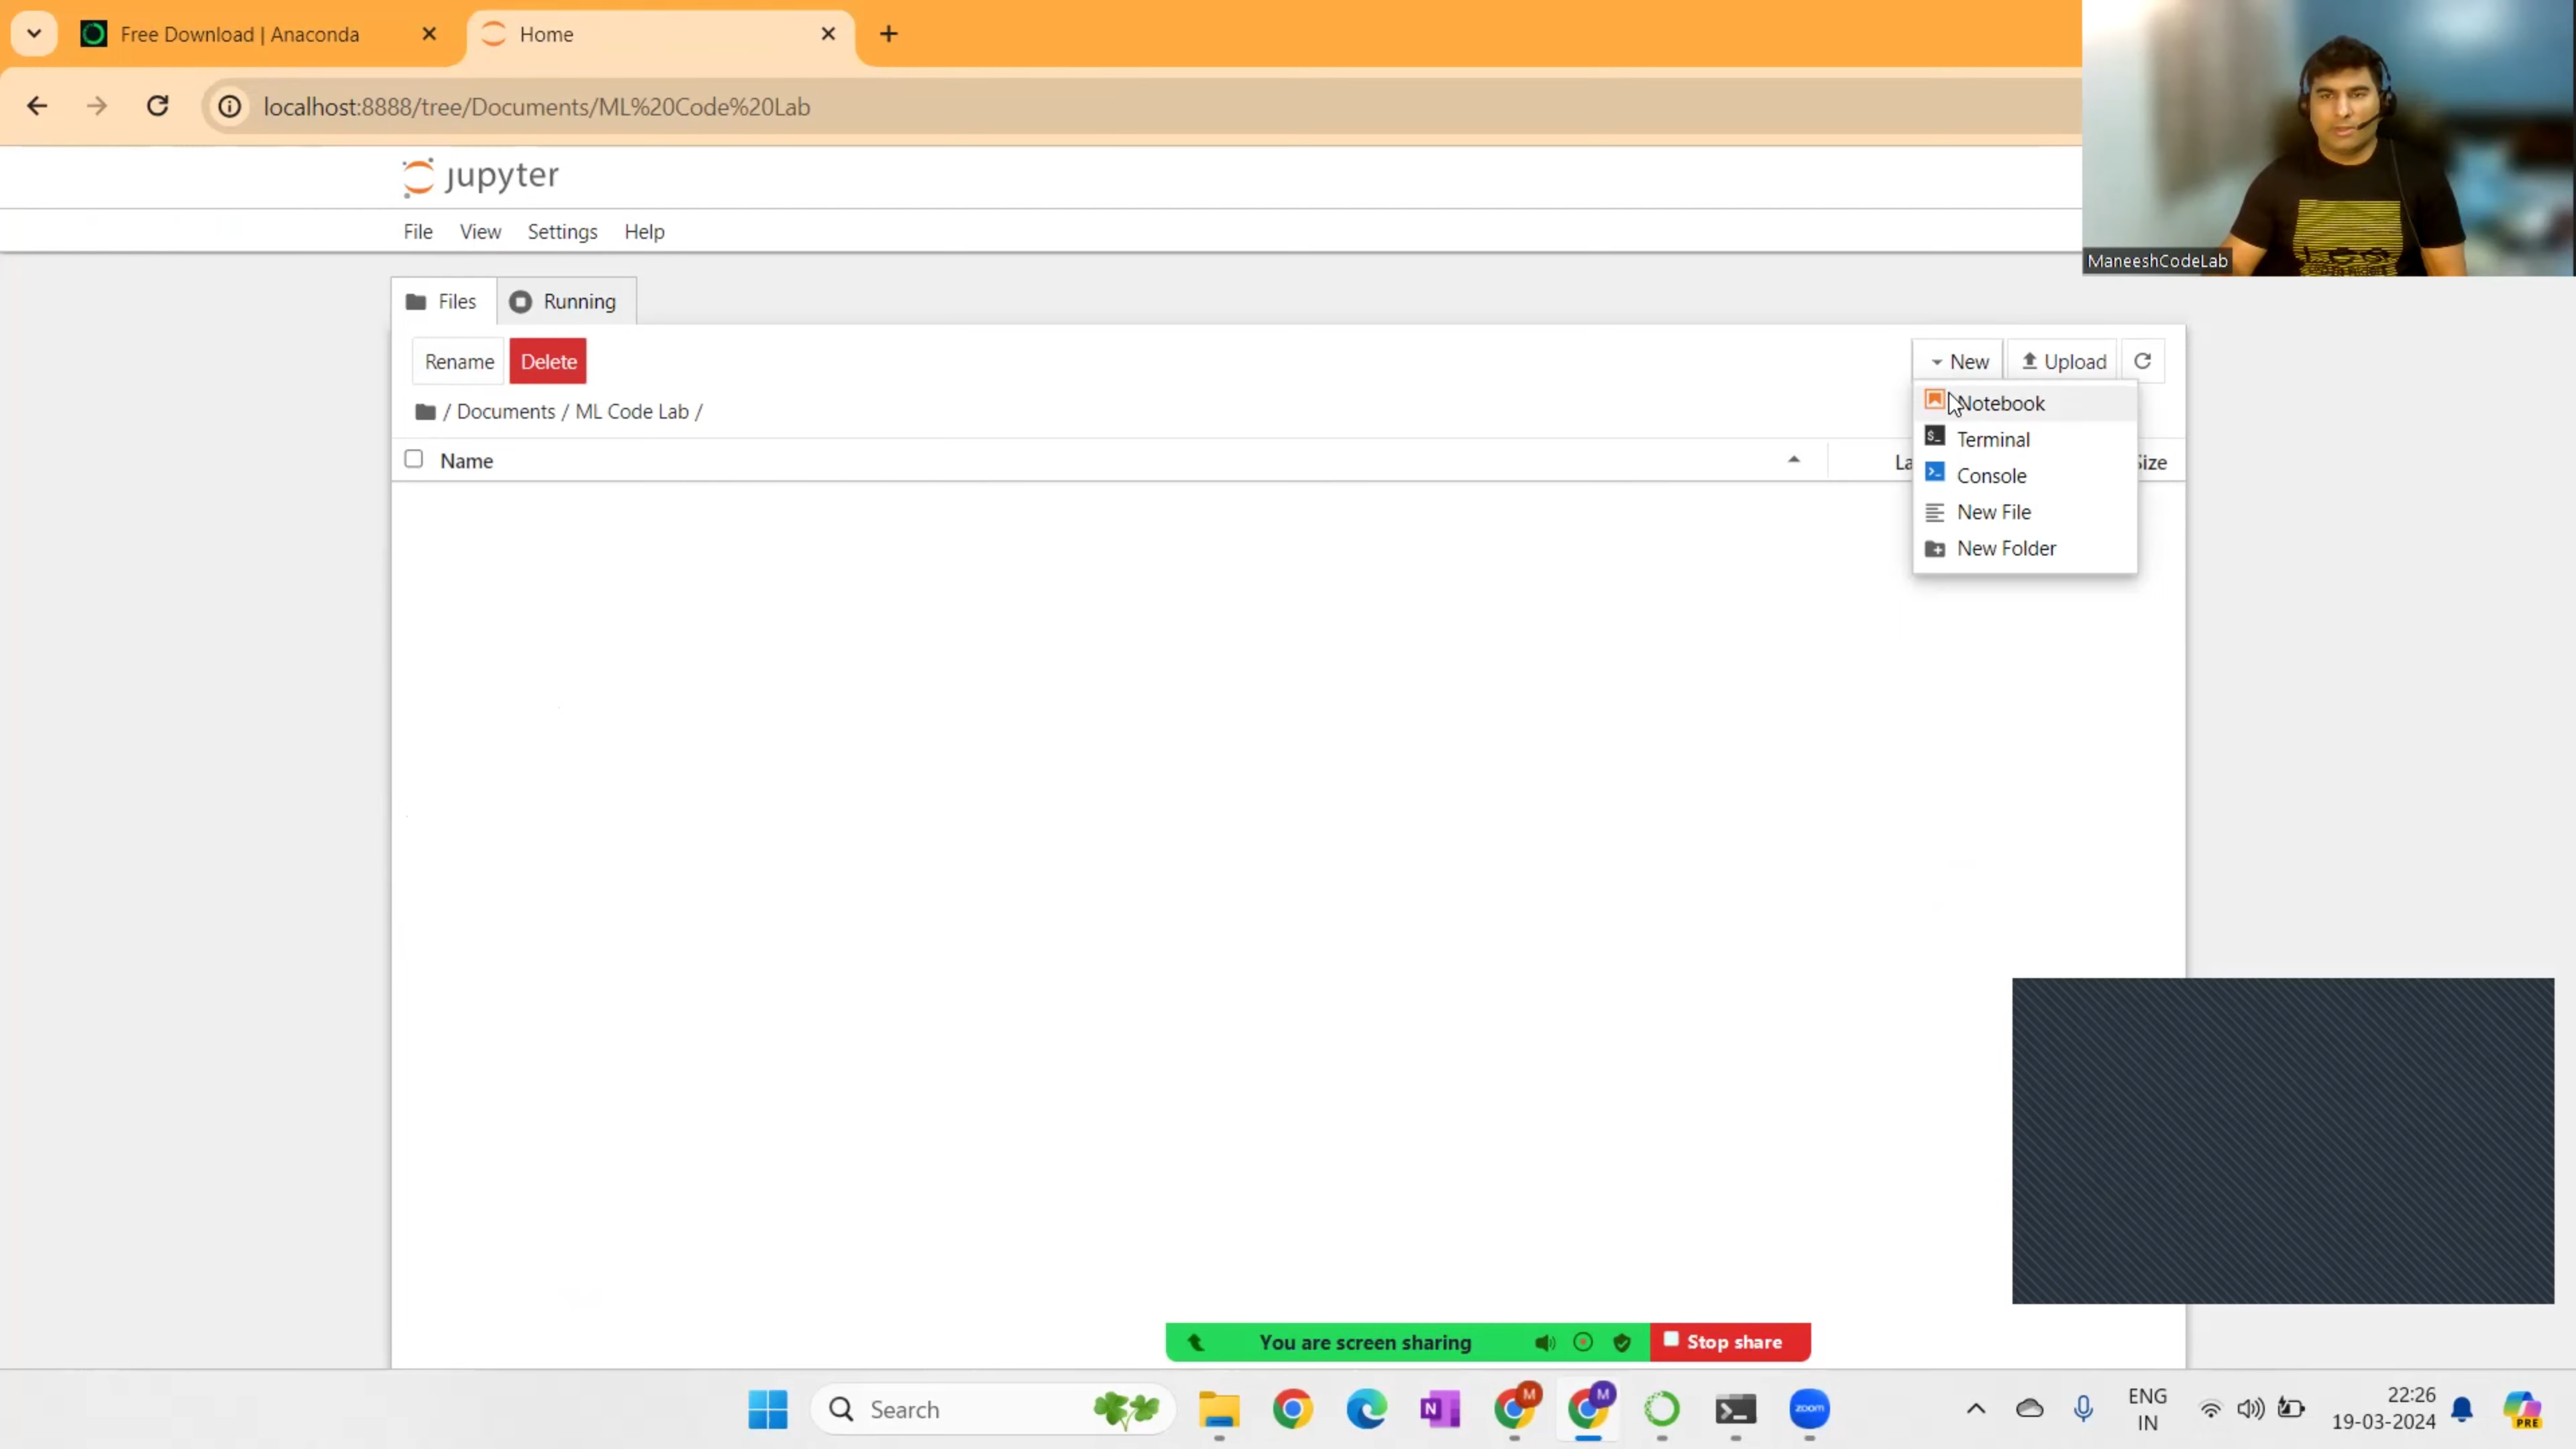 Free Download | Anaconda
Home
localhost:8888/tree/Documents/ML%20Code%20Lab
jupyter
File View Settings Help
ManeeshCodeLab
Files Running
Rename Delete
New Upload
/ Documents / ML Code Lab /
Notebook
Terminal
Console
New File
New Folder
Name
You are screen sharing
Stop share
Search
N
M
M
zoom
ENG
IN
22:26
19-03-2024
PRE